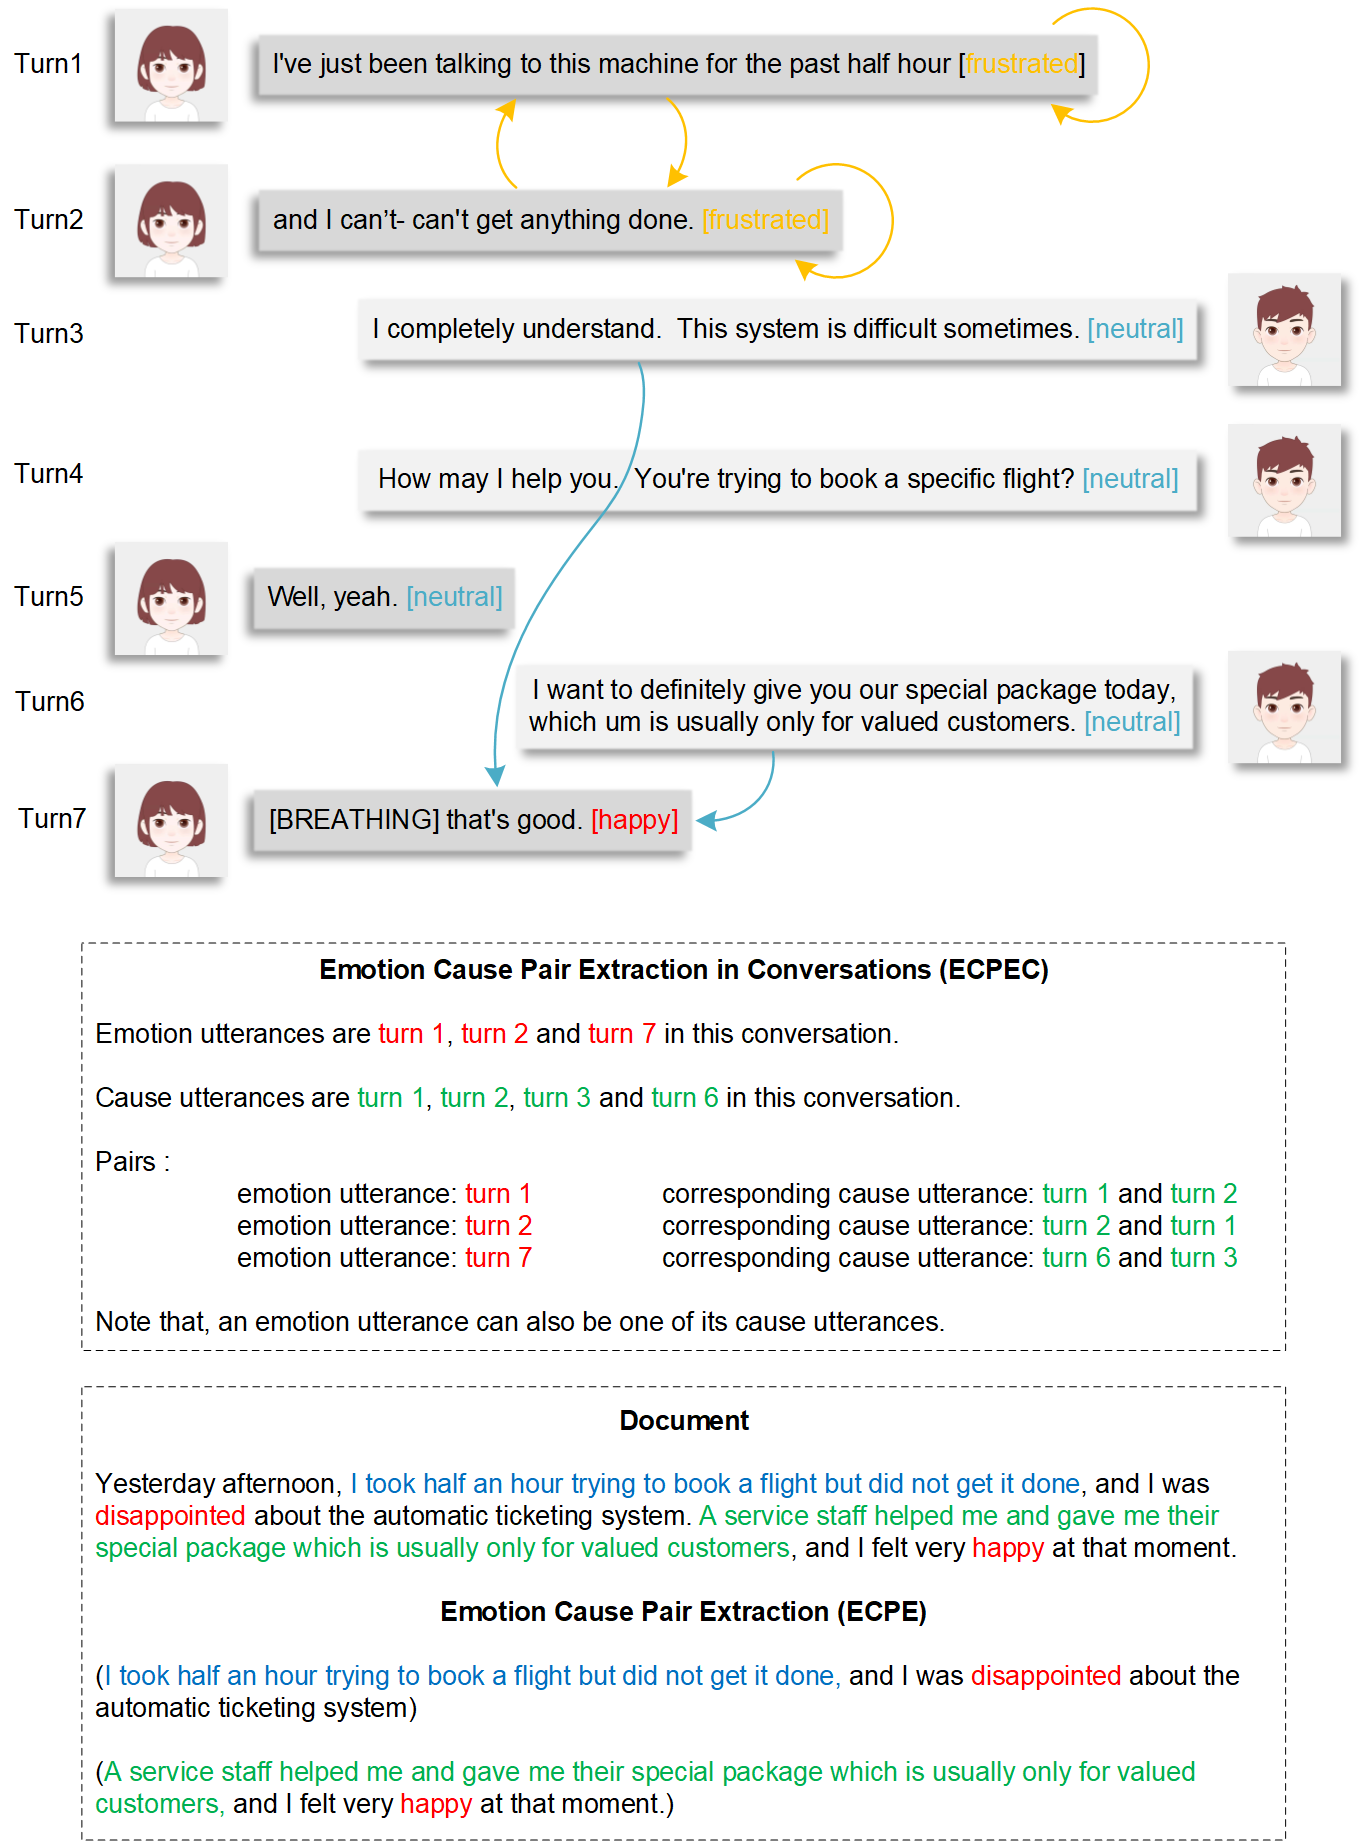 Turn1
I've just been talking to this machine for the past half hour [frustrated]
Turn2
and I can’t- can't get anything done. [frustrated]
Turn3
I completely understand.  This system is difficult sometimes. [neutral]
Turn4
How may I help you.  You're trying to book a specific flight? [neutral]
Turn5
Well, yeah. [neutral]
Turn6
I want to definitely give you our special package today,
which um is usually only for valued customers. [neutral]
Turn7
[BREATHING] that's good. [happy]
Emotion Cause Pair Extraction in Conversations (ECPEC)
Emotion utterances are turn 1, turn 2 and turn 7 in this conversation.
Cause utterances are turn 1, turn 2, turn 3 and turn 6 in this conversation.
Pairs :
emotion utterance: turn 1 corresponding cause utterance: turn 1 and turn 2
emotion utterance: turn 2 corresponding cause utterance: turn 2 and turn 1
emotion utterance: turn 7 corresponding cause utterance: turn 6 and turn 3
Note that, an emotion utterance can also be one of its cause utterances.
Document
Yesterday afternoon, I took half an hour trying to book a flight but did not get it done, and I was
disappointed about the automatic ticketing system. A service staff helped me and gave me their
special package which is usually only for valued customers, and I felt very happy at that moment.
Emotion Cause Pair Extraction (ECPE)
(I took half an hour trying to book a flight but did not get it done, and I was disappointed about the
automatic ticketing system)
(A service staff helped me and gave me their special package which is usually only for valued
customers, and I felt very happy at that moment.)